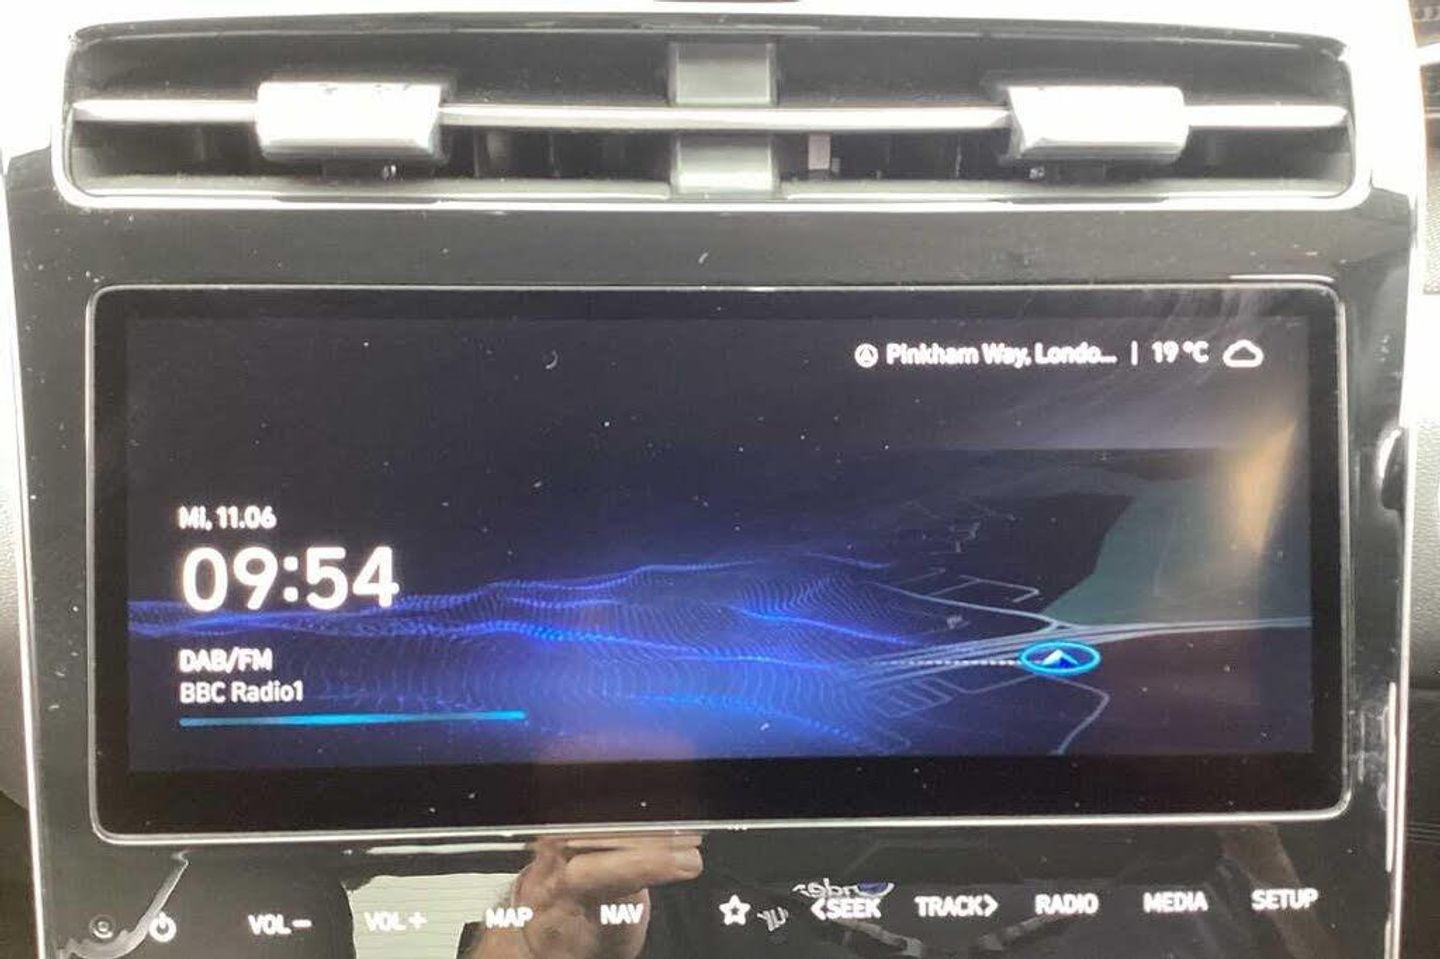 Pinkham Way, Londo... | 19 °C
Mi, 11.06
09:54
DAB/FM
BBC Radio1
VOL− VOL+ MAP NAV <SEEK TRACK> RADIO MEDIA SETUP